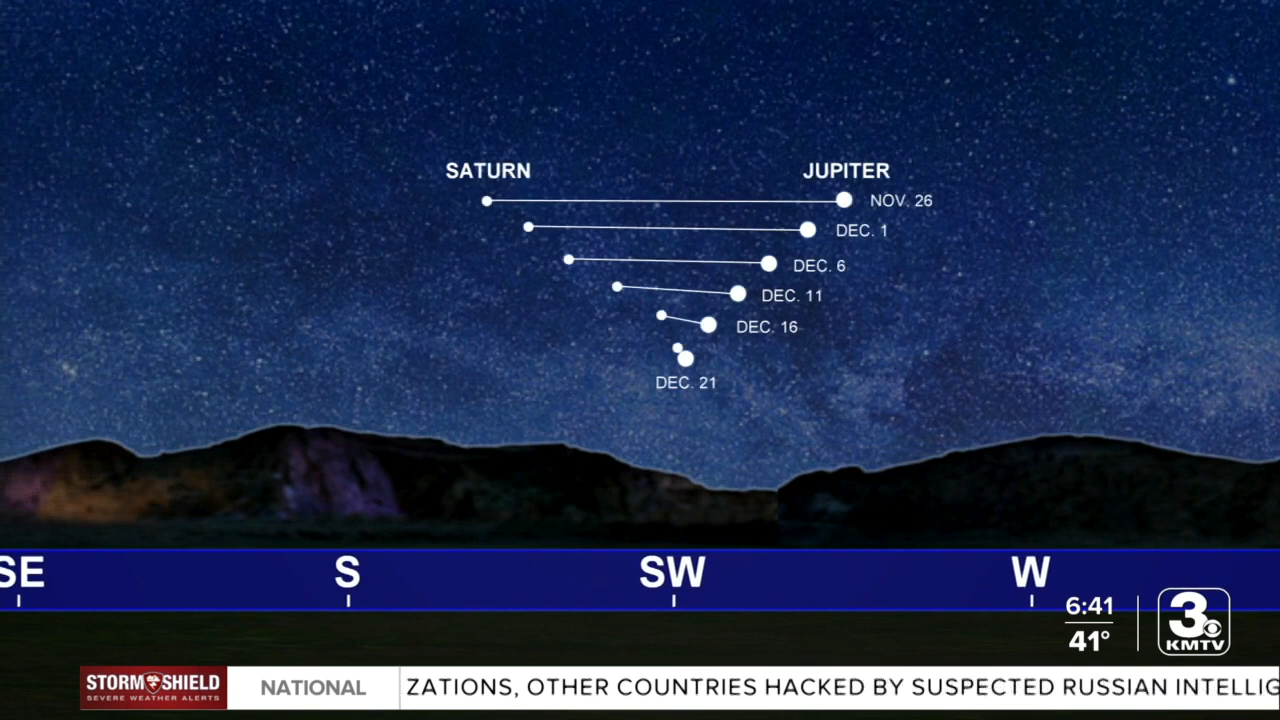 SATURN JUPITER
NOV. 26
DEC. 1
DEC. 6
DEC. 11
DEC. 16
DEC. 21
SE S SW W
6:41
41°
3
KMTV
STORM SHIELD
SEVERE WEATHER ALERTS
NATIONAL
ZATIONS, OTHER COUNTRIES HACKED BY SUSPECTED RUSSIAN INTELLIG